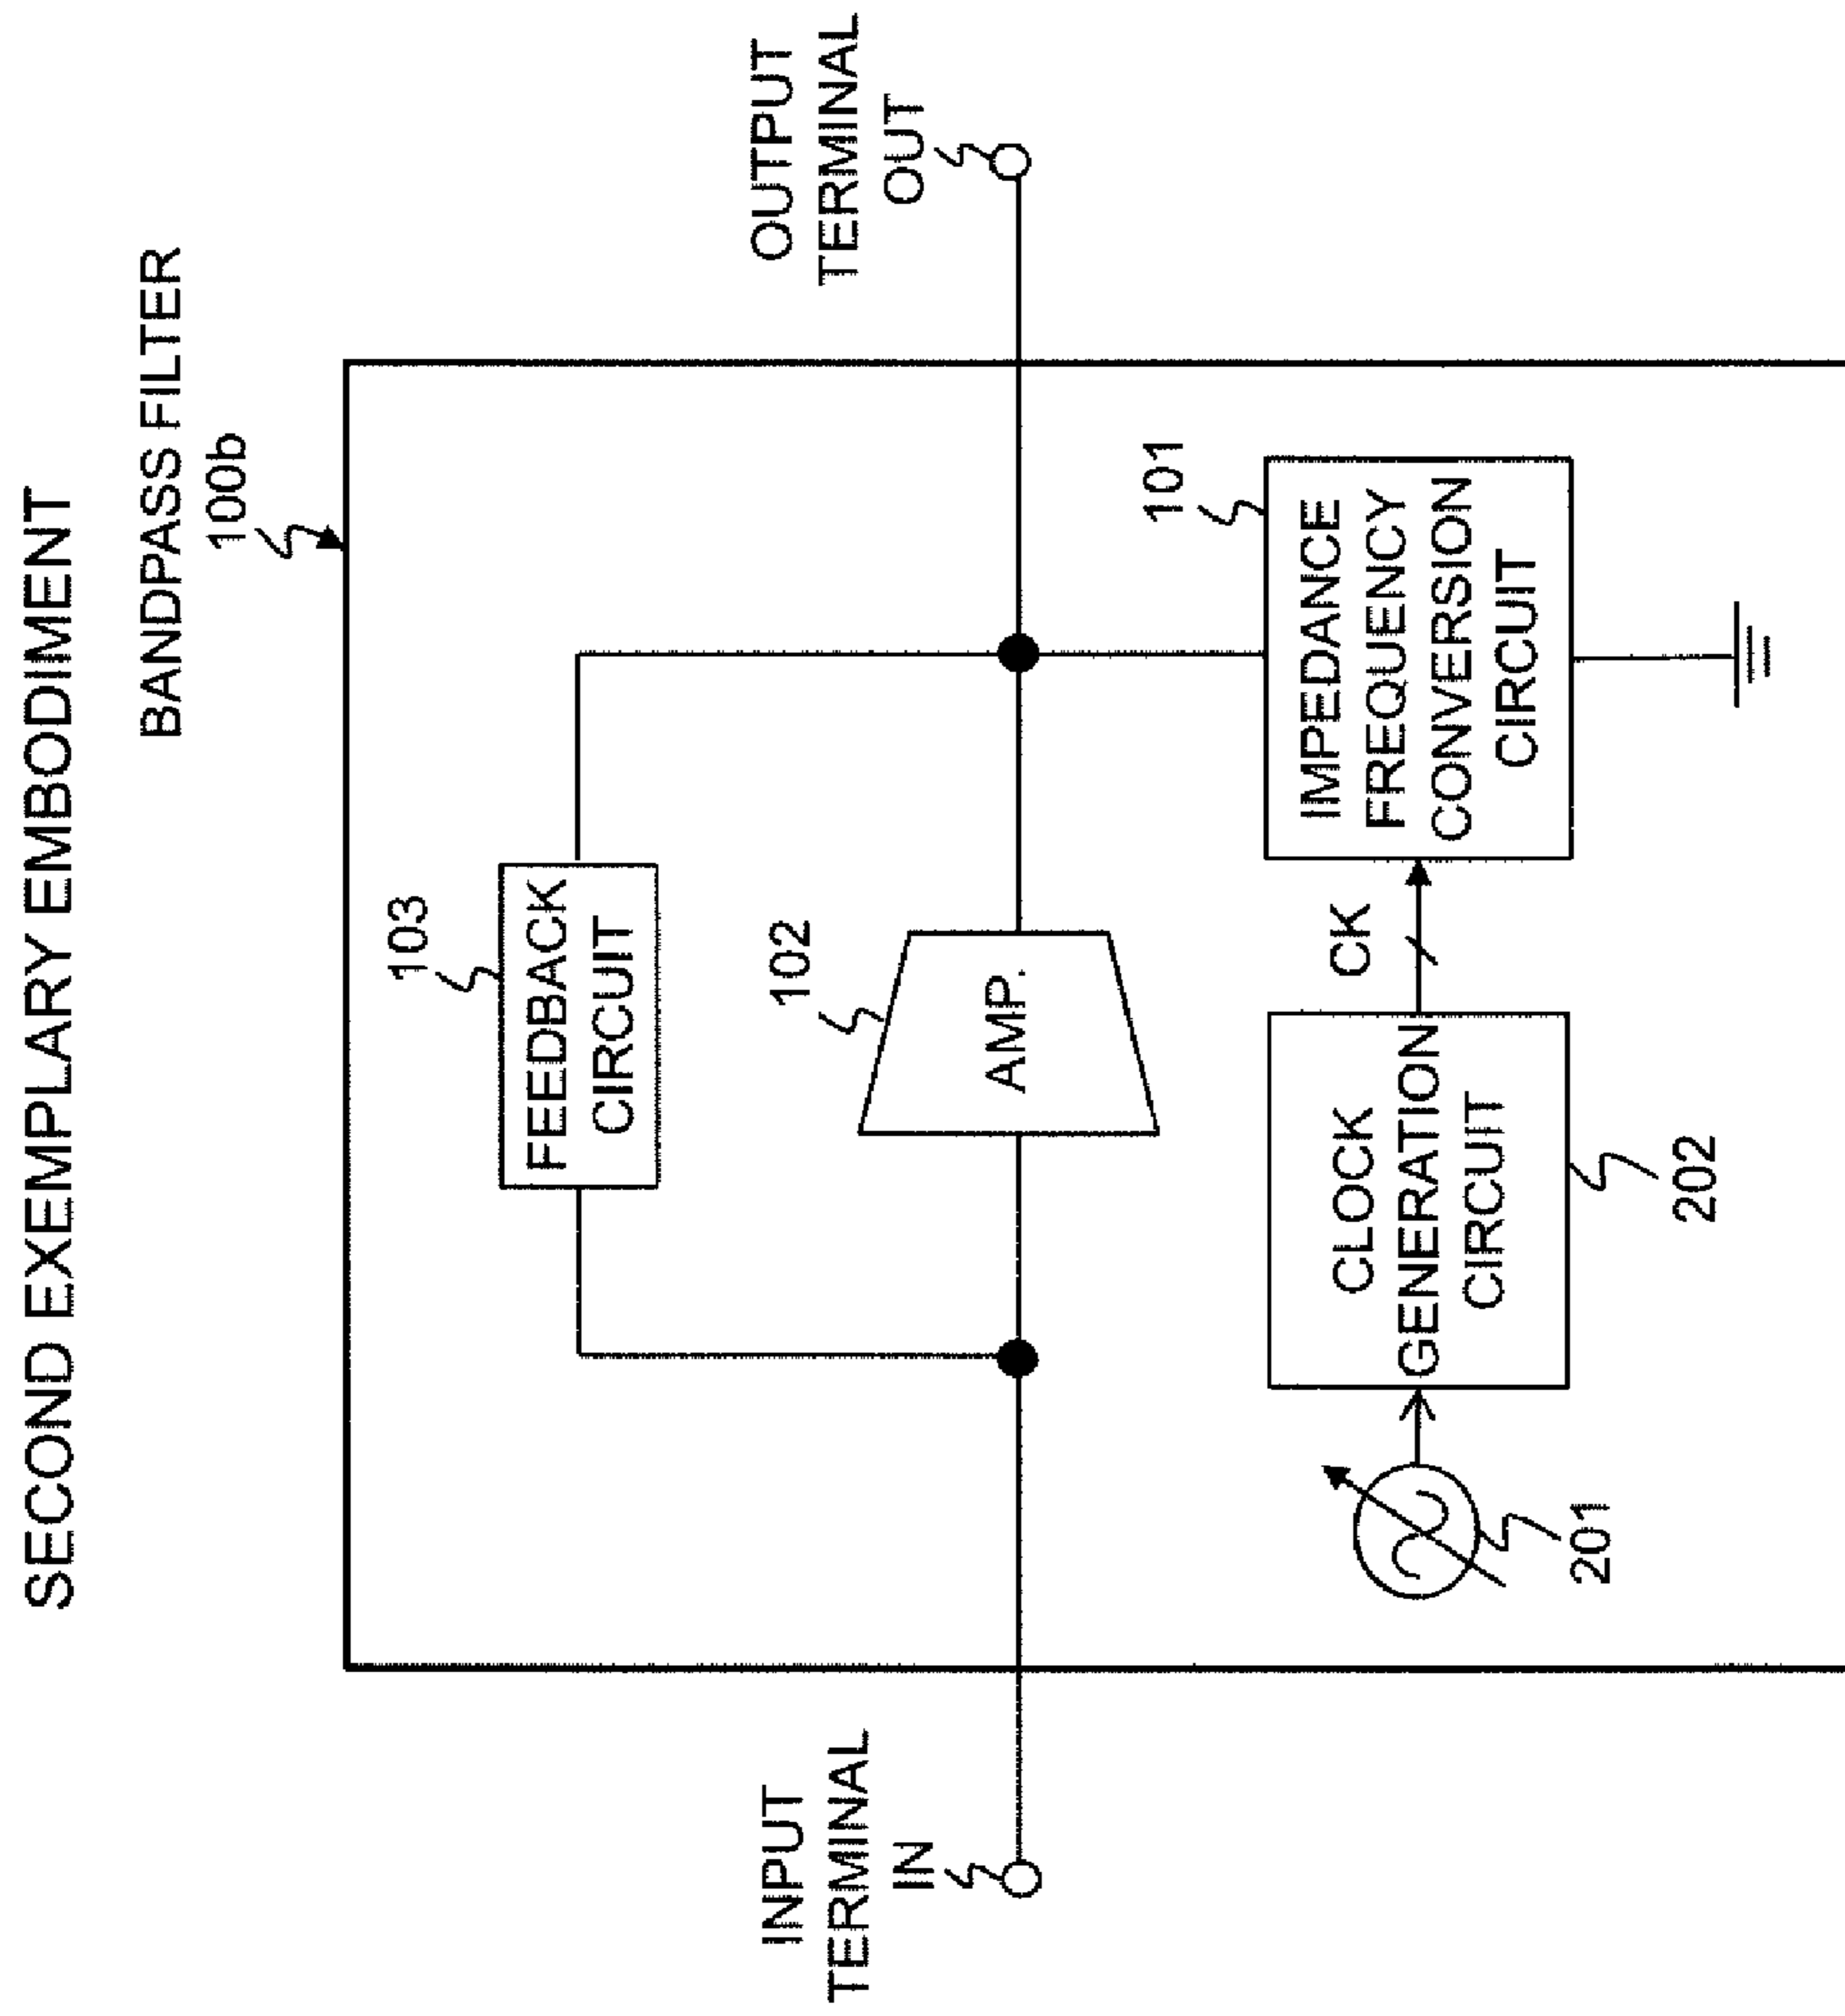 SECOND EXEMPLARY EMBODIMENT
BANDPASS FILTER
100b
103
FEEDBACK
CIRCUIT
102
AMP.
INPUT
TERMINAL
IN
OUTPUT
TERMINAL
OUT
201
CLOCK
GENERATION
CIRCUIT
202
CK
101
IMPEDANCE
FREQUENCY
CONVERSION
CIRCUIT